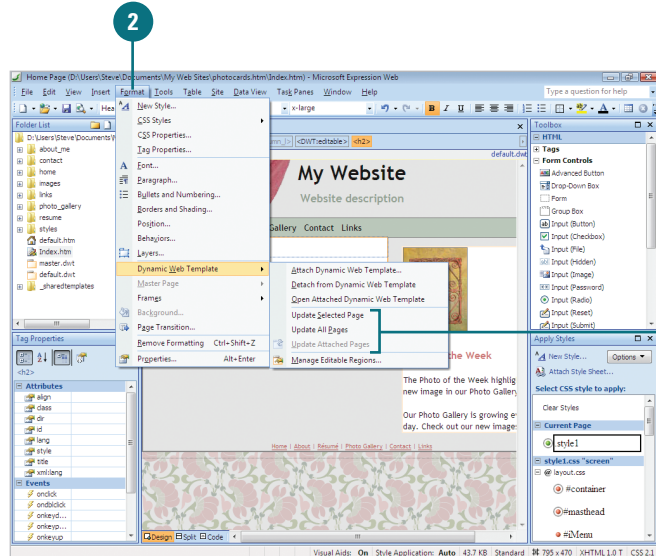 2
Home Page (D:\Users\Steve\Documents\My Web Sites\photocards.htm\Index.htm) - Microsoft Expression Web
File Edit View Insert Format Tools Table Site Data View Task Panes Window Help
Type a question for help
x-large
B I U
Folder List
D:\Users\Steve\Documents\
about_me
contact
home
images
links
photo_gallery
resume
styles
default.htm
Index.htm
master.dwt
default.dwt
_sharedtemplates
New Style...
CSS Styles
CSS Properties...
Tag Properties...
Font...
Paragraph...
Bullets and Numbering...
Borders and Shading...
Position...
Behaviors...
Layers...
Dynamic Web Template
Master Page
Frames
Background...
Page Transition...
Remove Formatting Ctrl+Shift+Z
Properties... Alt+Enter
Attach Dynamic Web Template...
Detach from Dynamic Web Template
Open Attached Dynamic Web Template
Update Selected Page
Update All Pages
Update Attached Pages
Manage Editable Regions...
<DWT:editable> <h2>
default.dwt
My Website
Website description
Gallery Contact Links
the Week
The Photo of the Week highlig
new image in our Photo Gallery
Our Photo Gallery is growing e
day. Check out our new image
Home | About | Résumé | Photo Gallery | Contact | Links
Design Split Code
Toolbox
HTML
Tags
Form Controls
Advanced Button
Drop-Down Box
Form
Group Box
Input (Button)
Input (Checkbox)
Input (File)
Input (Hidden)
Input (Image)
Input (Password)
Input (Radio)
Input (Reset)
Input (Submit)
Tag Properties
<h2>
Attributes
align
class
dir
id
lang
style
title
xml:lang
Events
onclick
ondblclick
onkeyd...
onkeyp...
onkeyup
Apply Styles
New Style... Options
Attach Style Sheet...
Select CSS style to apply:
Clear Styles
Current Page
.style1
style1.css "screen"
@ layout.css
#container
#masthead
#iMenu
Visual Aids: On Style Application: Auto 43.7 KB Standard 795 x 470 XHTML 1.0 T CSS 2.1